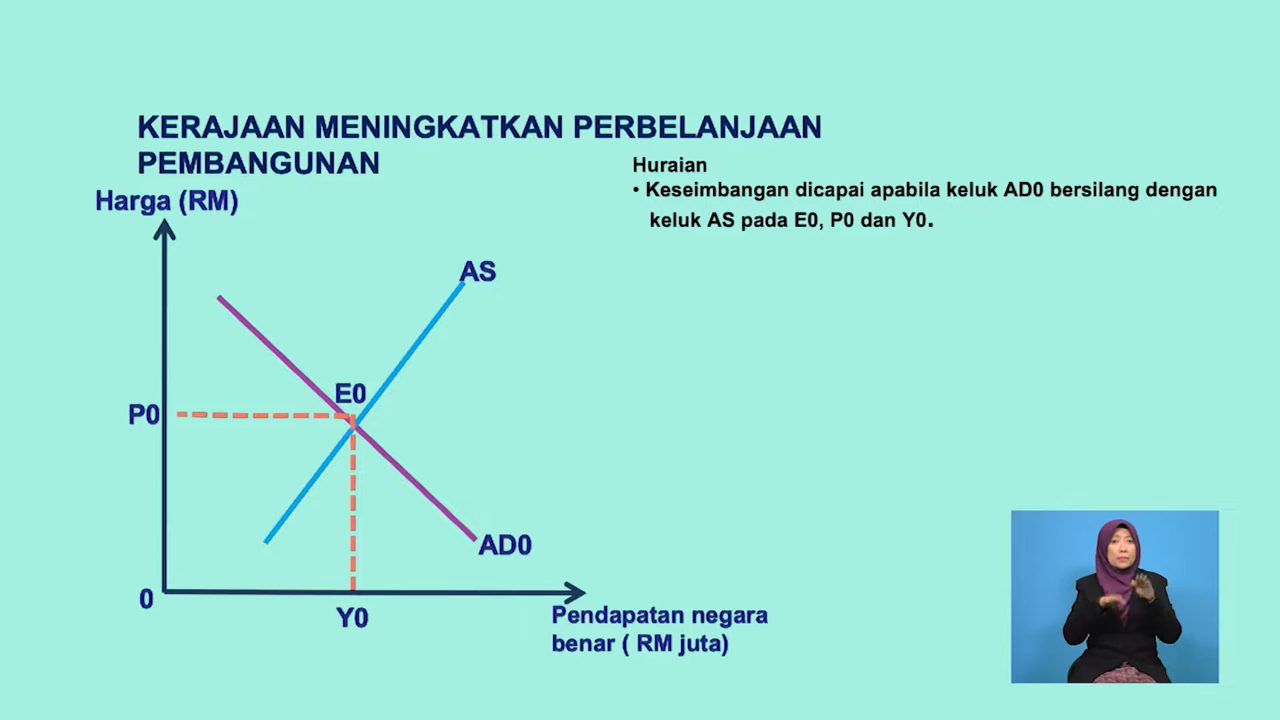 KERAJAAN MENINGKATKAN PERBELANJAAN
PEMBANGUNAN
Huraian
• Keseimbangan dicapai apabila keluk AD0 bersilang dengan
keluk AS pada E0, P0 dan Y0.
Harga (RM)
AS
E0
P0
AD0
0
Y0
Pendapatan negara
benar ( RM juta)